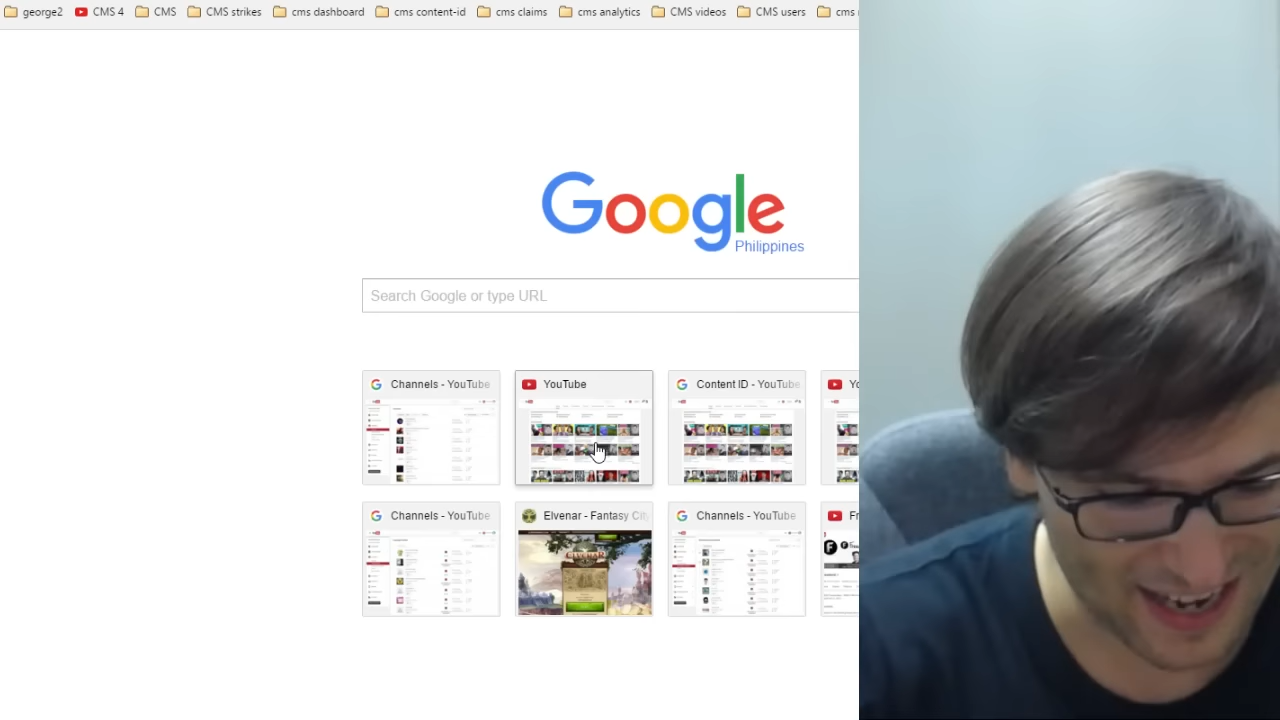 george2 CMS 4 CMS CMS strikes cms dashboard cms content-id cms claims cms analytics CMS videos CMS users cms
Google
Philippines
Search Google or type URL
Channels - YouTube YouTube Content ID - YouTube
Channels - YouTube Elvenar - Fantasy City Channels - YouTube